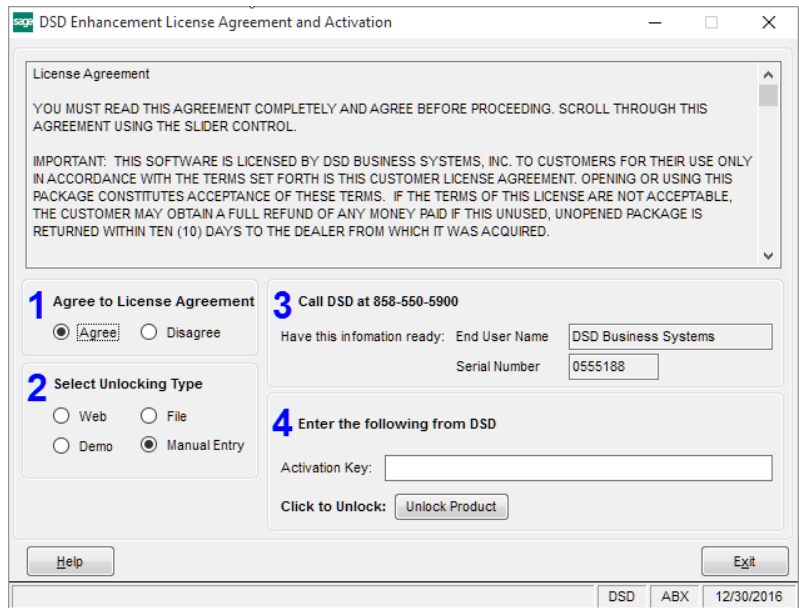 sage DSD Enhancement License Agreement and Activation
License Agreement
YOU MUST READ THIS AGREEMENT COMPLETELY AND AGREE BEFORE PROCEEDING. SCROLL THROUGH THIS
AGREEMENT USING THE SLIDER CONTROL.
IMPORTANT: THIS SOFTWARE IS LICENSED BY DSD BUSINESS SYSTEMS, INC. TO CUSTOMERS FOR THEIR USE ONLY
IN ACCORDANCE WITH THE TERMS SET FORTH IS THIS CUSTOMER LICENSE AGREEMENT. OPENING OR USING THIS
PACKAGE CONSTITUTES ACCEPTANCE OF THESE TERMS. IF THE TERMS OF THIS LICENSE ARE NOT ACCEPTABLE,
THE CUSTOMER MAY OBTAIN A FULL REFUND OF ANY MONEY PAID IF THIS UNUSED, UNOPENED PACKAGE IS
RETURNED WITHIN TEN (10) DAYS TO THE DEALER FROM WHICH IT WAS ACQUIRED.
1 Agree to License Agreement
Agree Disagree
2 Select Unlocking Type
Web File
Demo Manual Entry
3 Call DSD at 858-550-5900
Have this infomation ready: End User Name DSD Business Systems
Serial Number 0555188
4 Enter the following from DSD
Activation Key:
Click to Unlock: Unlock Product
Help Exit
DSD ABX 12/30/2016